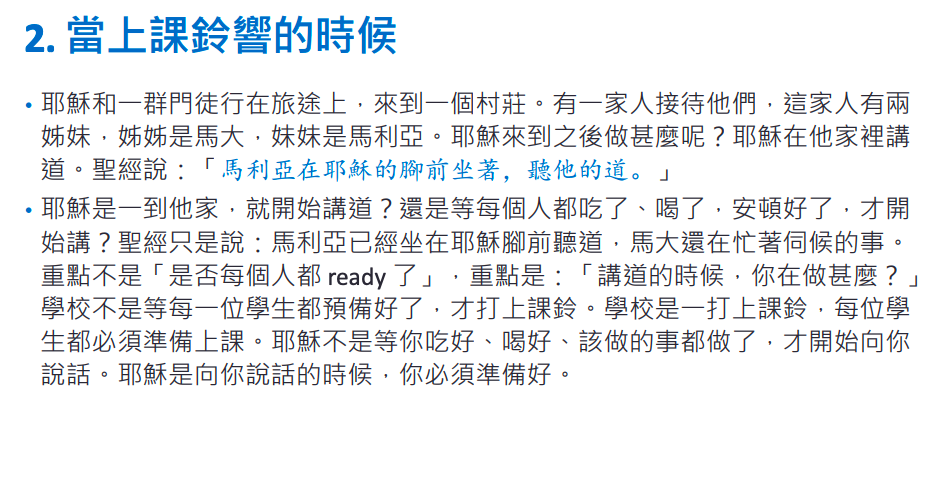 2. 當上課鈴響的時候
• 耶穌和一群門徒行在旅途上，來到一個村莊。有一家人接待他們，這家人有兩
姊妹，姊姊是馬大，妹妹是馬利亞。耶穌來到之後做甚麼呢？耶穌在他家裡講
道。聖經說：「馬利亞在耶穌的腳前坐著，聽他的道。」
• 耶穌是一到他家，就開始講道？還是等每個人都吃了、喝了，安頓好了，才開
始講？聖經只是說：馬利亞已經坐在耶穌腳前聽道，馬大還在忙著伺候的事。
重點不是「是否每個人都 ready 了」，重點是：「講道的時候，你在做甚麼？」
學校不是等每一位學生都預備好了，才打上課鈴。學校是一打上課鈴，每位學
生都必須準備上課。耶穌不是等你吃好、喝好、該做的事都做了，才開始向你
說話。耶穌是向你說話的時候，你必須準備好。